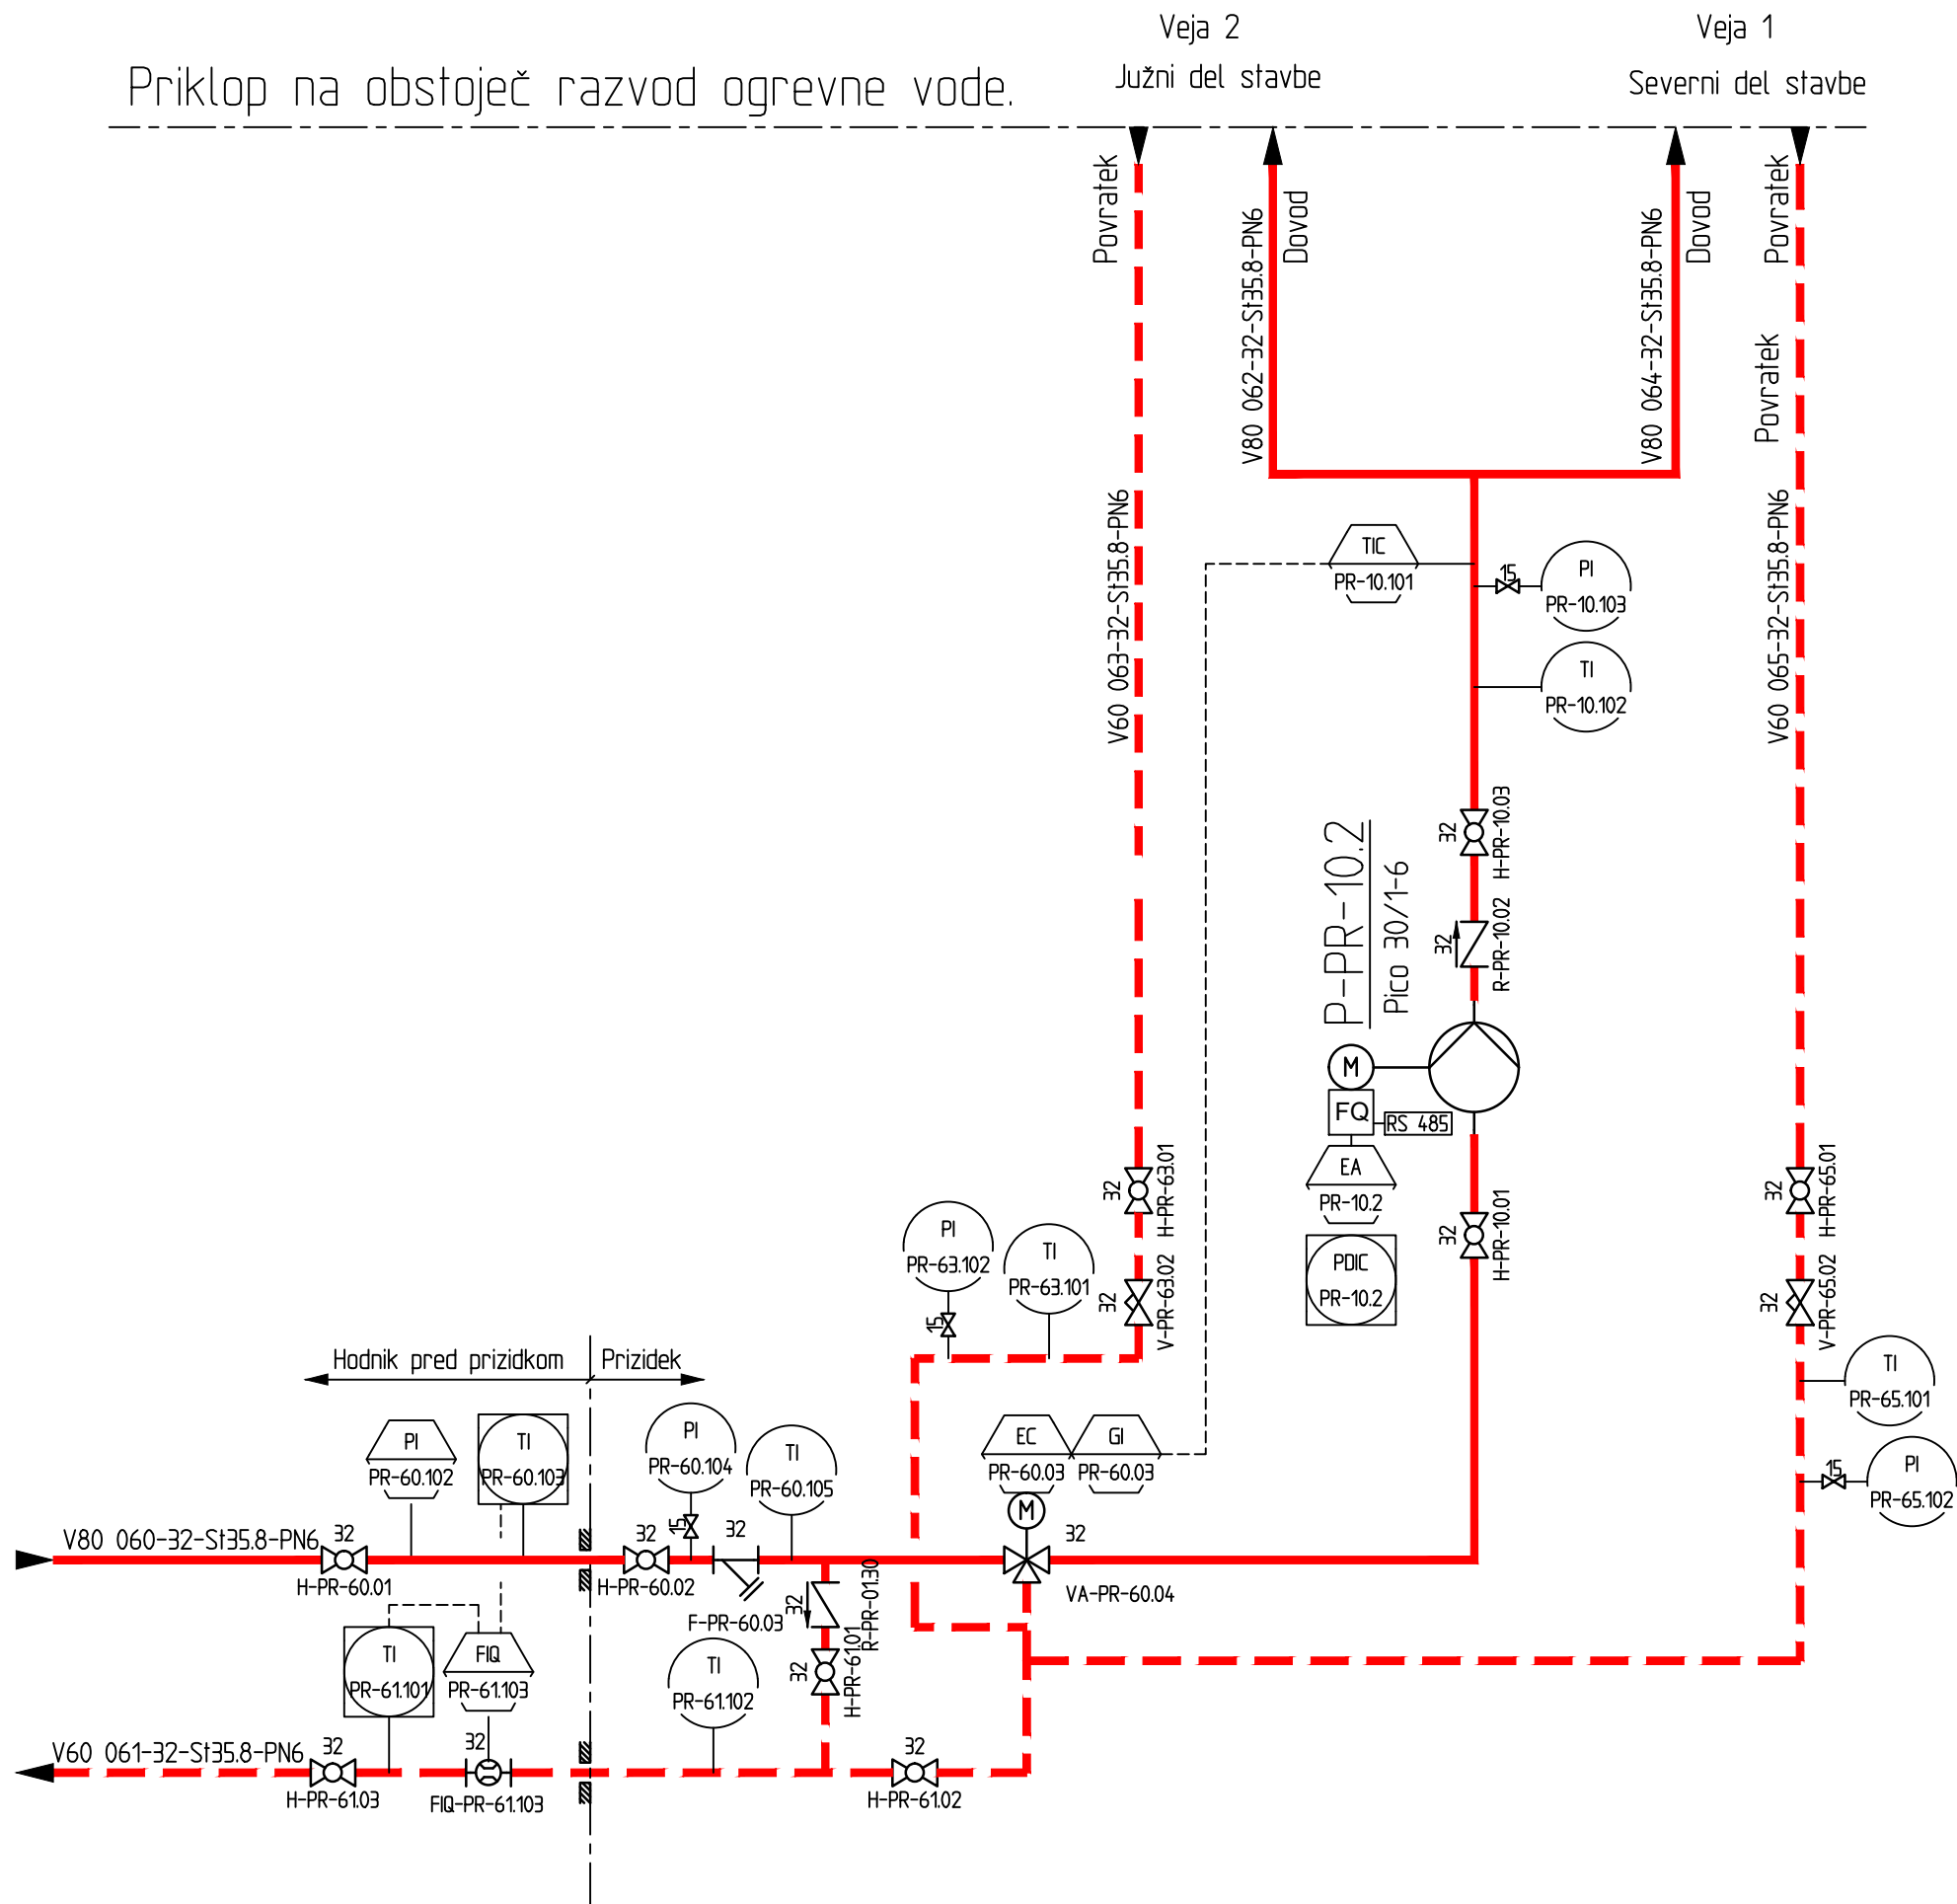 Veja 2
Veja 1
Priklop na obstoječ razvod ogrevne vode.
Južni del stavbe
Severni del stavbe
Povratek
Dovod
Dovod
Povratek
V80 062-32-St35.8-PN6
V80 064-32-St35.8-PN6
Povratek
V60 063-32-St35.8-PN6
V60 065-32-St35.8-PN6
TIC
PR-10.101
15
PI
PR-10.103
TI
PR-10.102
32
H-PR-10.03
P-PR-10.2
Pico 30/1-6
32
R-PR-10.02
M
FQ
RS 485
EA
PR-10.2
PDIC
PR-10.2
32
H-PR-10.01
32
H-PR-63.01
32
V-PR-63.02
32
H-PR-65.01
32
V-PR-65.02
PI
PR-63.102
15
TI
PR-63.101
TI
PR-65.101
15
PI
PR-65.102
Hodnik pred prizidkom
Prizidek
PI
PR-60.102
TI
PR-60.103
PI
PR-60.104
15
TI
PR-60.105
EC
PR-60.03
GI
PR-60.03
M
32
VA-PR-60.04
V80 060-32-St35.8-PN6
32
H-PR-60.01
32
H-PR-60.02
32
F-PR-60.03
32
R-PR-01.30
32
H-PR-61.01
TI
PR-61.101
FIQ
PR-61.103
TI
PR-61.102
V60 061-32-St35.8-PN6
32
H-PR-61.03
32
FIQ-PR-61.103
32
H-PR-61.02